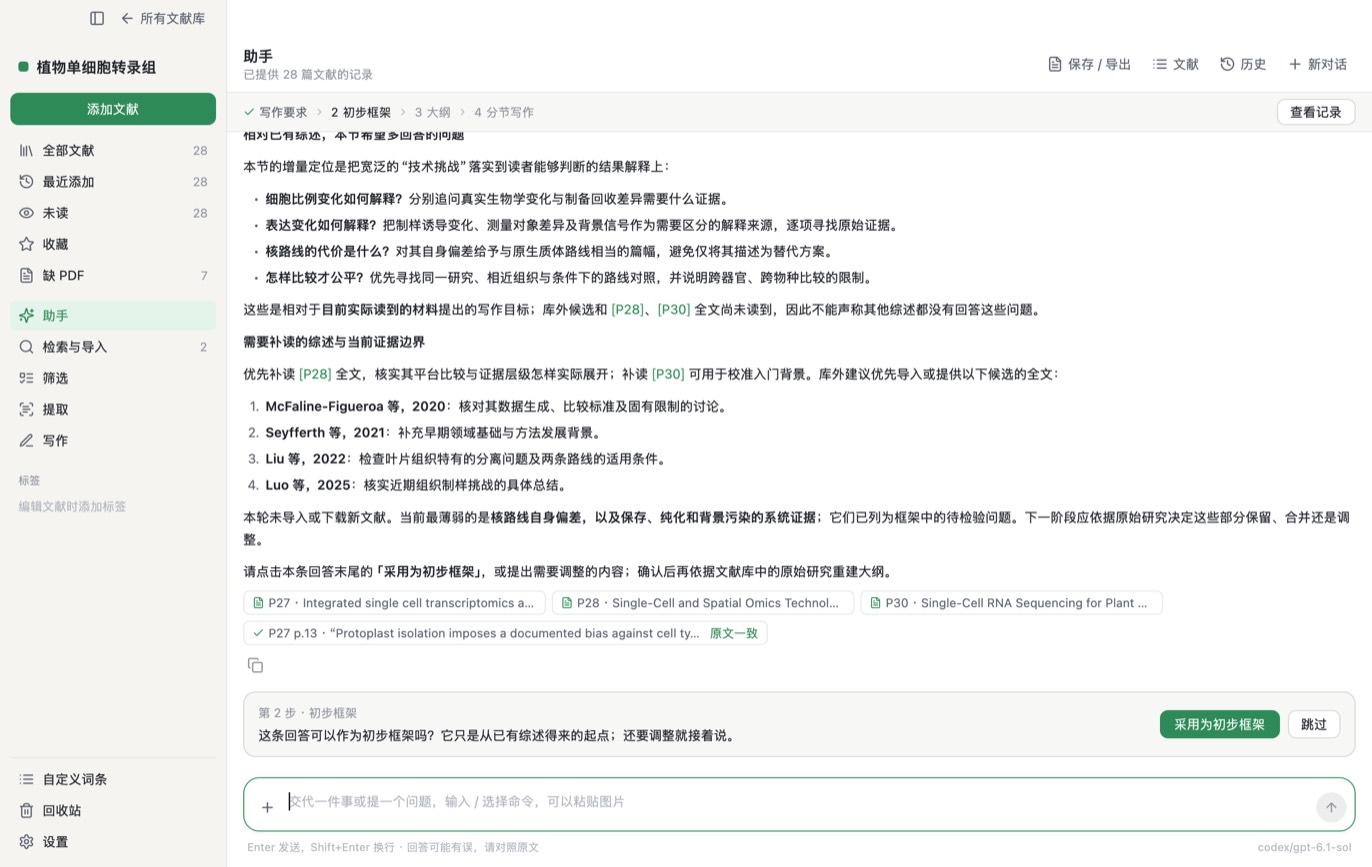 所有文献库
植物单细胞转录组
添加文献
全部文献 28
最近添加 28
未读 28
收藏
缺 PDF 7
助手
检索与导入 2
筛选
提取
写作
标签
编辑文献时添加标签
自定义词条
回收站
设置
助手
已提供 28 篇文献的记录
保存 / 导出 文献 历史 新对话
写作要求 › 2 初步框架 › 3 大纲 › 4 分节写作
查看记录
相对已有综述，本节希望多回答的问题
本节的增量定位是把宽泛的“技术挑战”落实到读者能够判断的结果解释上：
• 细胞比例变化如何解释？分别追问真实生物学变化与制备回收差异需要什么证据。
• 表达变化如何解释？把制样诱导变化、测量对象差异及背景信号作为需要区分的解释来源，逐项寻找原始证据。
• 核路线的代价是什么？对其自身偏差给予与原生质体路线相当的篇幅，避免仅将其描述为替代方案。
• 怎样比较才公平？优先寻找同一研究、相近组织与条件下的路线对照，并说明跨器官、跨物种比较的限制。
这些是相对于目前实际读到的材料提出的写作目标；库外候选和 [P28]、[P30] 全文尚未读到，因此不能声称其他综述都没有回答这些问题。
需要补读的综述与当前证据边界
优先补读 [P28] 全文，核实其平台比较与证据层级怎样实际展开；补读 [P30] 可用于校准入门背景。库外建议优先导入或提供以下候选的全文：
1. McFaline-Figueroa 等，2020：核对其数据生成、比较标准及固有限制的讨论。
2. Seyfferth 等，2021：补充早期领域基础与方法发展背景。
3. Liu 等，2022：检查叶片组织特有的分离问题及两条路线的适用条件。
4. Luo 等，2025：核实近期组织制样挑战的具体总结。
本轮未导入或下载新文献。当前最薄弱的是核路线自身偏差，以及保存、纯化和背景污染的系统证据；它们已列为框架中的待检验问题。下一阶段应依据原始研究决定这些部分保留、合并还是调
整。
请点击本条回答末尾的「采用为初步框架」，或提出需要调整的内容；确认后再依据文献库中的原始研究重建大纲。
P27 · Integrated single cell transcriptomics a...
P28 · Single-Cell and Spatial Omics Technol...
P30 · Single-Cell RNA Sequencing for Plant ...
P27 p.13 · “Protoplast isolation imposes a documented bias against cell ty... 原文一致
第 2 步 · 初步框架
这条回答可以作为初步框架吗？它只是从已有综述得来的起点；还要调整就接着说。
采用为初步框架 跳过
交代一件事或提一个问题，输入 / 选择命令，可以粘贴图片
Enter 发送，Shift+Enter 换行 · 回答可能有误，请对照原文
codex/gpt-6.1-sol